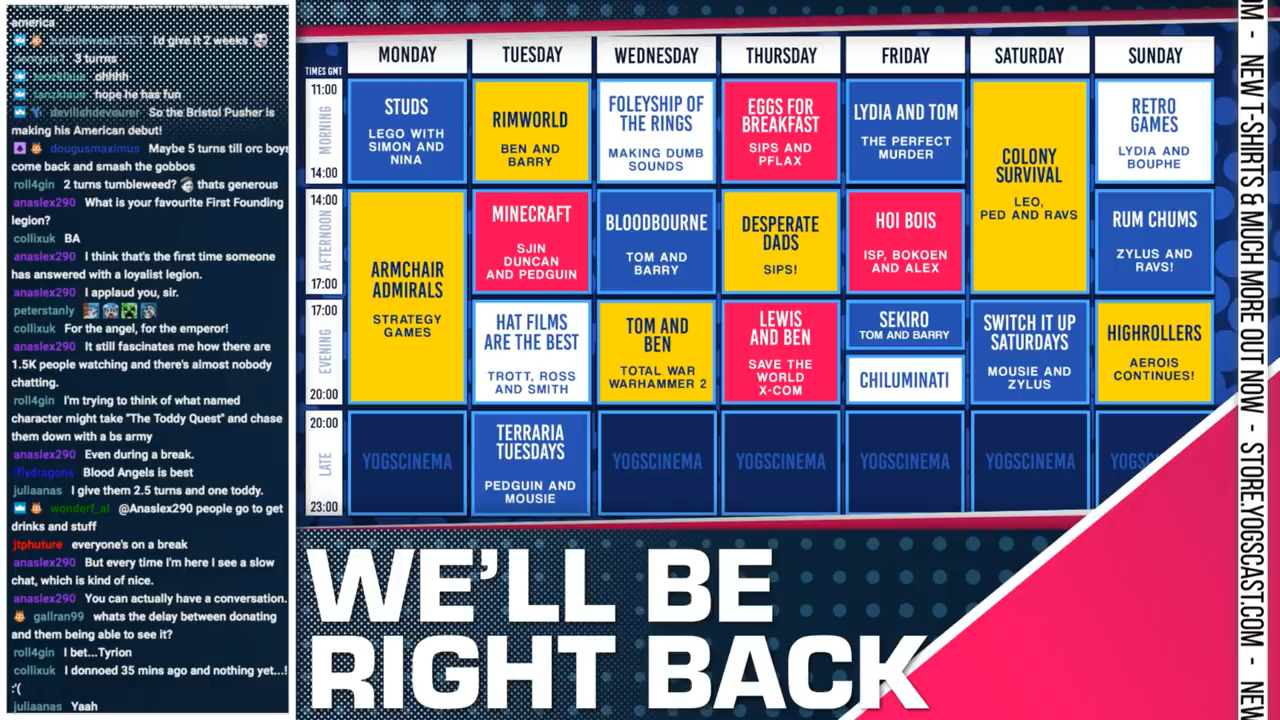 america
I'd give it 2 weeks
3 turns
ohhhh
hope he has fun
devilishdevourer So the Bristol Pusher is
making his American debut!
dougusmaximus Maybe 5 turns till orc boys
come back and smash the gobbos
roll4gin 2 turns tumbleweed? thats generous
anaslex290 What is your favourite First Founding
legion?
collixuk BA
anaslex290 I think that's the first time someone
has answered with a loyalist legion.
anaslex290 I applaud you, sir.
peterstanly
collixuk For the angel, for the emperor!
anaslex290 It still fascinates me how there are
1.5K people watching and there's almost nobody
chatting.
roll4gin I'm trying to think of what named
character might take "The Toddy Quest" and chase
them down with a bs army
anaslex290 Even during a break.
flydragons Blood Angels is best
juliaanas I give them 2.5 turns and one toddy.
wonderf_al @Anaslex290 people go to get
drinks and stuff
jtphuture everyone's on a break
anaslex290 But every time I'm here I see a slow
chat, which is kind of nice.
anaslex290 You can actually have a conversation.
gallran99 whats the delay between donating
and them being able to see it?
roll4gin I bet...Tyrion
collixuk I donnoed 35 mins ago and nothing yet...!
:'(
juliaanas Yaah
TIMES GMT
MONDAY
TUESDAY
WEDNESDAY
THURSDAY
FRIDAY
SATURDAY
SUNDAY
11:00
MORNING
14:00
STUDS
LEGO WITH
SIMON AND
NINA
RIMWORLD
BEN AND
BARRY
FOLEYSHIP OF
THE RINGS
MAKING DUMB
SOUNDS
EGGS FOR
BREAKFAST
SIPS AND
PFLAX
LYDIA AND TOM
THE PERFECT
MURDER
COLONY
SURVIVAL
LEO,
PED AND RAVS
RETRO
GAMES
LYDIA AND
BOUPHE
14:00
AFTERNOON
17:00
ARMCHAIR
ADMIRALS
STRATEGY
GAMES
MINECRAFT
SJIN
DUNCAN
AND PEDGUIN
BLOODBOURNE
TOM AND
BARRY
DESPERATE
DADS
SIPS!
HOI BOIS
ISP, BOKOEN
AND ALEX
RUM CHUMS
ZYLUS AND
RAVS!
17:00
EVENING
20:00
HAT FILMS
ARE THE BEST
TROTT, ROSS
AND SMITH
TOM AND
BEN
TOTAL WAR
WARHAMMER 2
LEWIS
AND BEN
SAVE THE
WORLD
X-COM
SEKIRO
TOM AND BARRY
CHILUMINATI
SWITCH IT UP
SATURDAYS
MOUSIE AND
ZYLUS
HIGHROLLERS
AEROIS
CONTINUES!
20:00
LATE
23:00
YOGSCINEMA
TERRARIA
TUESDAYS
PEDGUIN AND
MOUSIE
YOGSCINEMA
YOGSCINEMA
YOGSCINEMA
YOGSCINEMA
YOGSC
WE'LL BE
RIGHT BACK
OM - NEW T-SHIRTS & MUCH MORE OUT NOW - STORE.YOGSCAST.COM - NEW